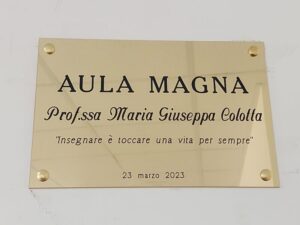 AULA MAGNA
Prof.ssa Maria Giuseppa Colotta
"Insegnare è toccare una vita per sempre"
23 marzo 2023